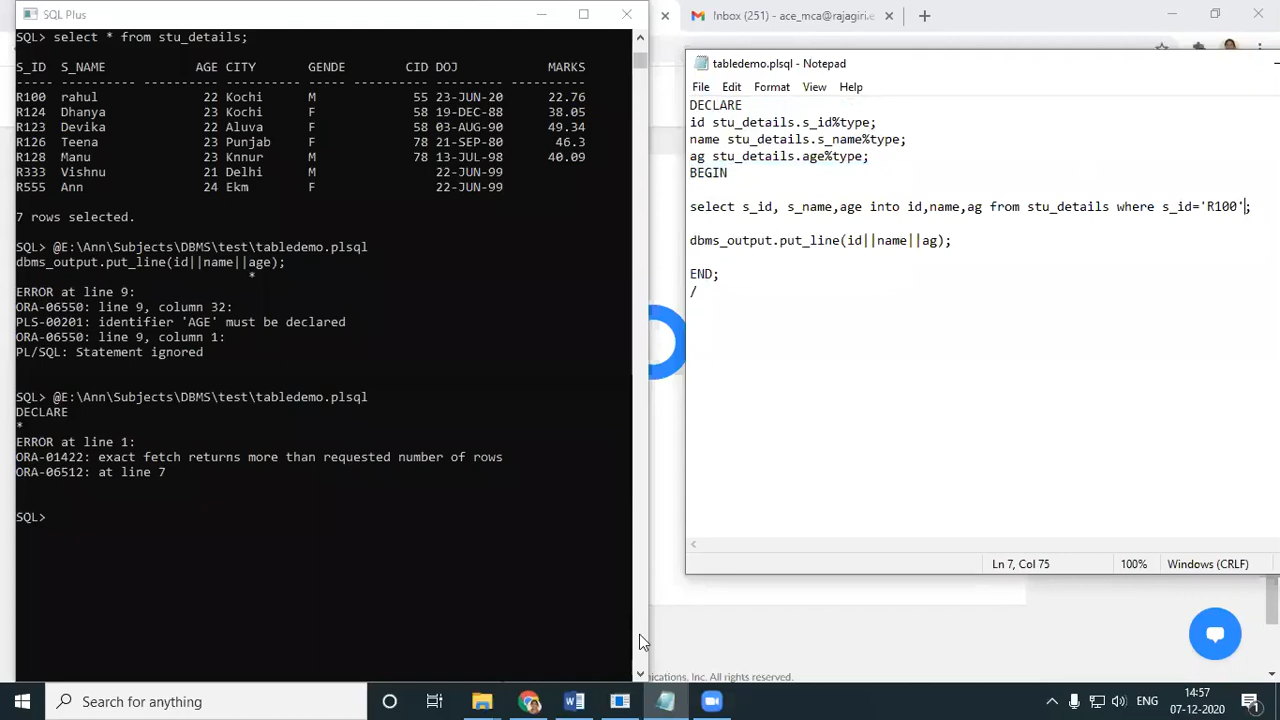 SQL Plus
SQL> select * from stu_details;
S_ID S_NAME AGE CITY GENDE CID DOJ MARKS
----- -------------------- ---------- ---------- ----- ---------- --------- ----------
R100 rahul 22 Kochi M 55 23-JUN-20 22.76
R124 Dhanya 23 Kochi F 58 19-DEC-88 38.05
R123 Devika 22 Aluva F 58 03-AUG-90 49.34
R126 Teena 23 Punjab F 78 21-SEP-80 46.3
R128 Manu 23 Knnur M 78 13-JUL-98 40.09
R333 Vishnu 21 Delhi M 22-JUN-99
R555 Ann 24 Ekm F 22-JUN-99
7 rows selected.
SQL> @E:\Ann\Subjects\DBMS\test\tabledemo.plsql
dbms_output.put_line(id||name||age);
*
ERROR at line 9:
ORA-06550: line 9, column 32:
PLS-00201: identifier 'AGE' must be declared
ORA-06550: line 9, column 1:
PL/SQL: Statement ignored
SQL> @E:\Ann\Subjects\DBMS\test\tabledemo.plsql
DECLARE
*
ERROR at line 1:
ORA-01422: exact fetch returns more than requested number of rows
ORA-06512: at line 7
SQL>
Inbox (251) - ace_mca@rajagiri.e
tabledemo.plsql - Notepad
File Edit Format View Help
DECLARE
id stu_details.s_id%type;
name stu_details.s_name%type;
ag stu_details.age%type;
BEGIN
select s_id, s_name,age into id,name,ag from stu_details where s_id='R100';
dbms_output.put_line(id||name||ag);
END;
/
Ln 7, Col 75 100% Windows (CRLF)
ications, Inc. All rights reserved.
Search for anything
ENG
14:57
07-12-2020
1